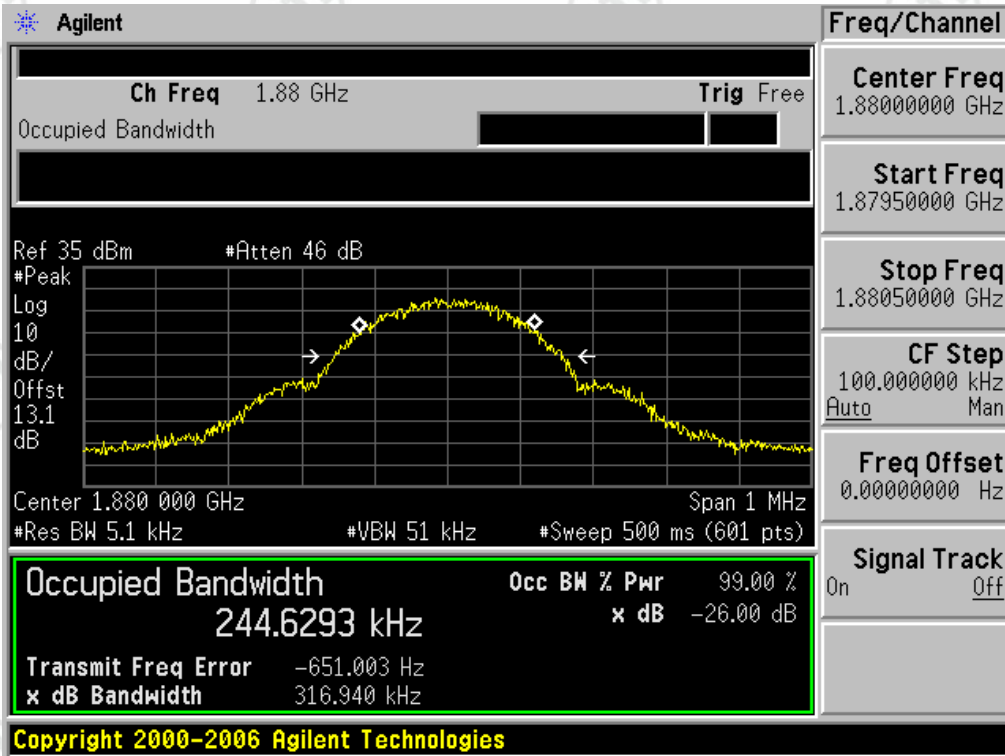 Agilent
Freq/Channel
Ch Freq 1.88 GHz Trig Free
Occupied Bandwidth
Center Freq
1.88000000 GHz
Start Freq
1.87950000 GHz
Stop Freq
1.88050000 GHz
CF Step
100.000000 kHz
Auto Man
Freq Offset
0.00000000 Hz
Signal Track
On Off
Ref 35 dBm #Atten 46 dB
#Peak
Log
10
dB/
Offst
13.1
dB
Center 1.880 000 GHz Span 1 MHz
#Res BW 5.1 kHz #VBW 51 kHz #Sweep 500 ms (601 pts)
Occupied Bandwidth Occ BW % Pwr 99.00 %
244.6293 kHz x dB -26.00 dB
Transmit Freq Error -651.003 Hz
x dB Bandwidth 316.940 kHz
Copyright 2000-2006 Agilent Technologies